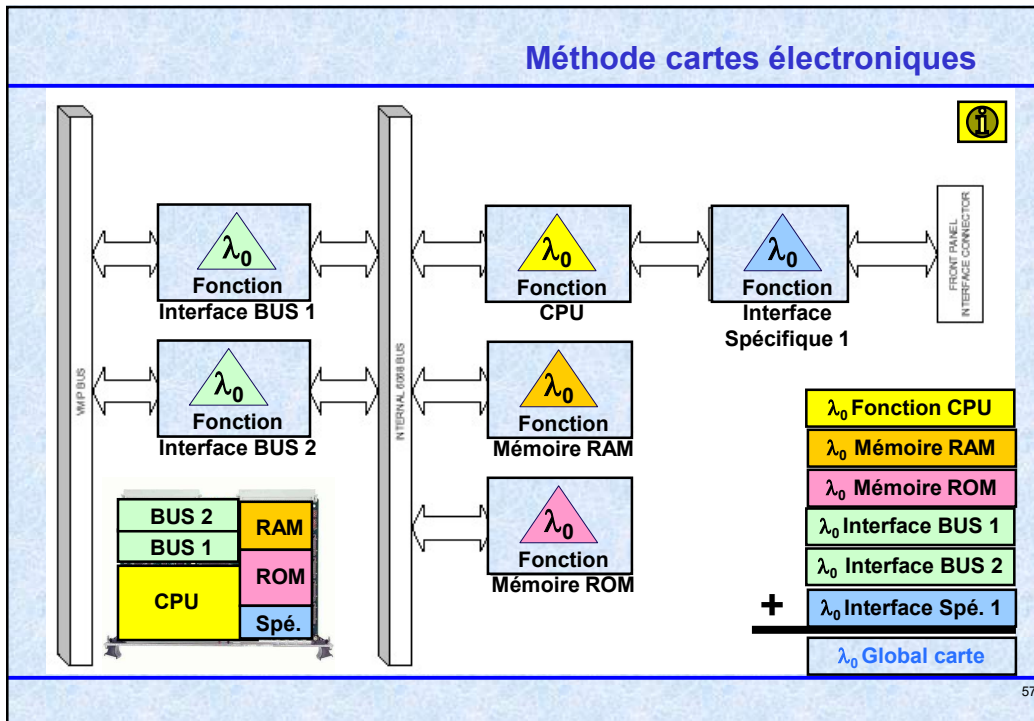 Méthode cartes électroniques
i
VMIP BUS
INTERNAL 6068 BUS
FRONT PANEL
INTERFACE CONNECTOR
λ0
Fonction
Interface BUS 1
λ0
Fonction
CPU
λ0
Fonction
Interface
Spécifique 1
λ0
Fonction
Interface BUS 2
λ0
Fonction
Mémoire RAM
λ0
Fonction
Mémoire ROM
BUS 2
BUS 1
CPU
RAM
ROM
Spé.
λ0 Fonction CPU
λ0 Mémoire RAM
λ0 Mémoire ROM
λ0 Interface BUS 1
λ0 Interface BUS 2
+ λ0 Interface Spé. 1
λ0 Global carte
57